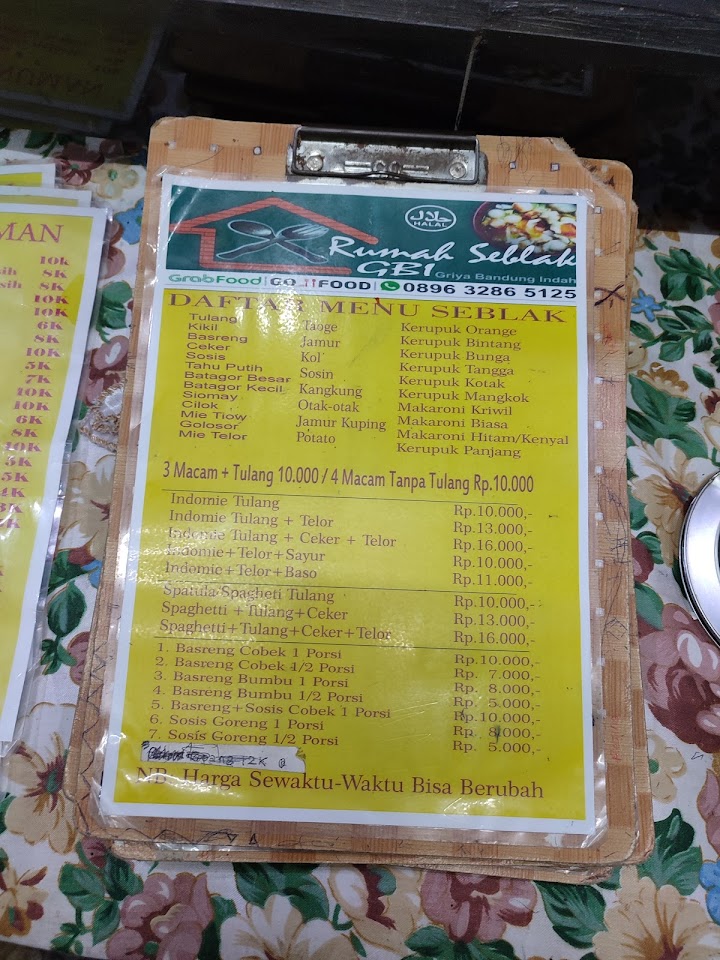 MAN
10k
8K
8K
10K
10K
6K
8K
10K
5K
7K
10K
10K
6K
8K
10K
5K
5K
حلال
HALAL
Rumah Seblak
GBI Griya Bandung Indah
GrabFood | GO FOOD | 0896 3286 5125
DAFTAR MENU SEBLAK
Tulang
Kikil
Basreng
Ceker
Sosis
Tahu Putih
Batagor Besar
Batagor Kecil
Siomay
Cilok
Mie Tiow
Golosor
Mie Telor
Taoge
Jamur
Kol
Sosin
Kangkung
Otak-otak
Jamur Kuping
Potato
Kerupuk Orange
Kerupuk Bintang
Kerupuk Bunga
Kerupuk Tangga
Kerupuk Kotak
Kerupuk Mangkok
Makaroni Kriwil
Makaroni Biasa
Makaroni Hitam/Kenyal
Kerupuk Panjang
3 Macam + Tulang 10.000 / 4 Macam Tanpa Tulang Rp.10.000
Indomie Tulang Rp.10.000,-
Indomie Tulang + Telor Rp.13.000,-
Indomie Tulang + Ceker + Telor Rp.16.000,-
Indomie+Telor+Sayur Rp.10.000,-
Indomie+Telor+Baso Rp.11.000,-
Spatula-Spagheti Tulang Rp.10.000,-
Spaghetti +Tulang+Ceker Rp.13.000,-
Spaghetti+Tulang+Ceker+Telor Rp.16.000,-
1. Basreng Cobek 1 Porsi Rp.10.000,-
2. Basreng Cobek 1/2 Porsi Rp. 7.000,-
3. Basreng Bumbu 1 Porsi Rp. 8.000,-
4. Basreng Bumbu 1/2 Porsi Rp. 5.000,-
5. Basreng+Sosis Cobek 1 Porsi Rp.10.000,-
6. Sosis Goreng 1 Porsi Rp. 8.000,-
7. Sosis Goreng 1/2 Porsi Rp. 5.000,-
NB: Harga Sewaktu-Waktu Bisa Berubah